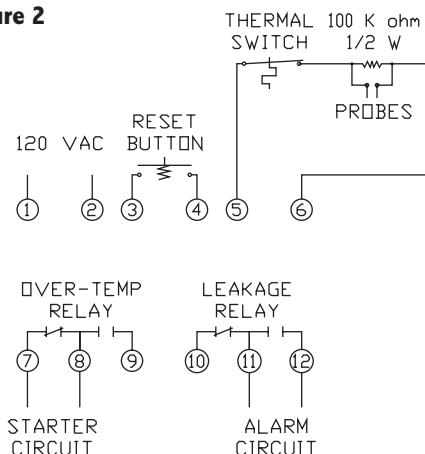 ure 2
THERMAL 100 K ohm
SWITCH 1/2 W
PROBES
RESET
120 VAC BUTTON
1 2 3 4 5 6
OVER-TEMP LEAKAGE
RELAY RELAY
7 8 9 10 11 12
STARTER ALARM
CIRCUIT CIRCUIT